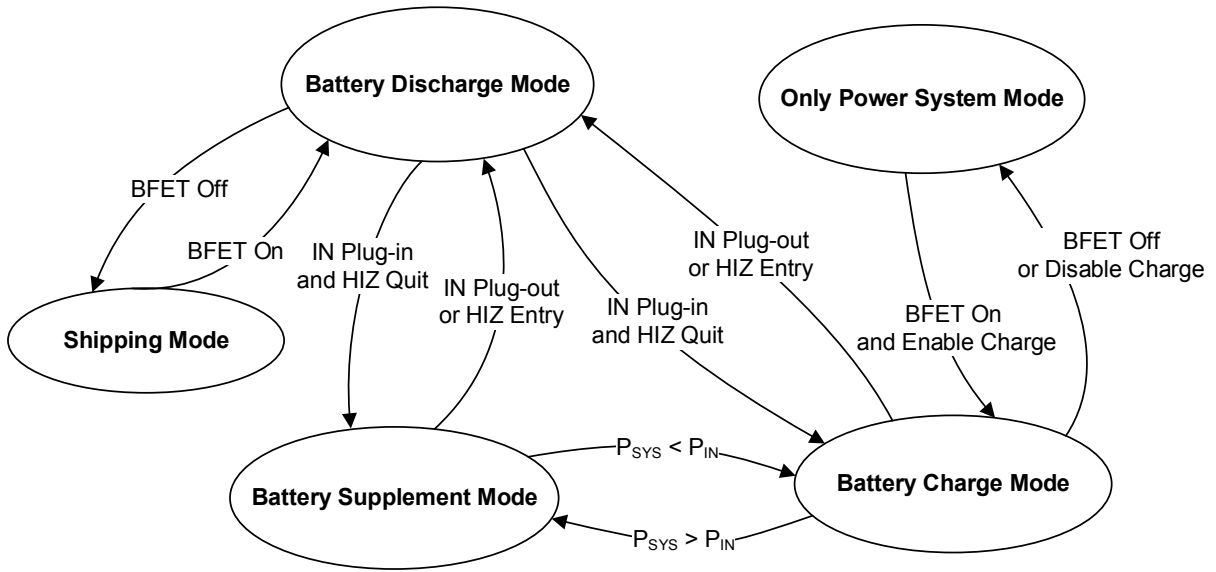 Battery Discharge Mode
Only Power System Mode
BFET Off
BFET On
IN Plug-in
and HIZ Quit
IN Plug-out
or HIZ Entry
IN Plug-in
and HIZ Quit
IN Plug-out
or HIZ Entry
BFET On
and Enable Charge
BFET Off
or Disable Charge
Shipping Mode
Battery Supplement Mode
PSYS < PIN
PSYS > PIN
Battery Charge Mode